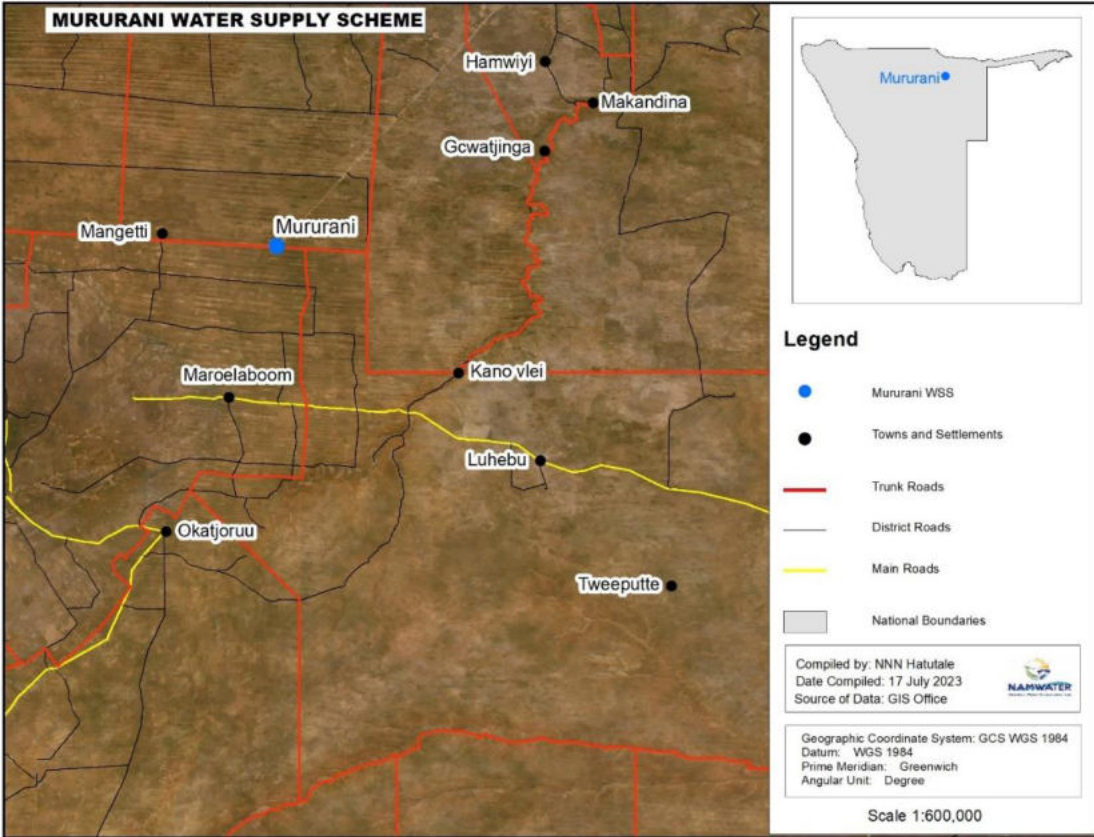 MURURANI WATER SUPPLY SCHEME
Hamwiyi
Makandina
Gcwatjinga
Mangetti
Mururani
Kano vlei
Maroelaboom
Luhebu
Okatjoruu
Tweeputte
Mururani
Legend
Mururani WSS
Towns and Settlements
Trunk Roads
District Roads
Main Roads
National Boundaries
Compiled by: NNN Hatutale
Date Compiled: 17 July 2023
Source of Data: GIS Office
NAMWATER
Geographic Coordinate System: GCS WGS 1984
Datum: WGS 1984
Prime Meridian: Greenwich
Angular Unit: Degree
Scale 1:600,000